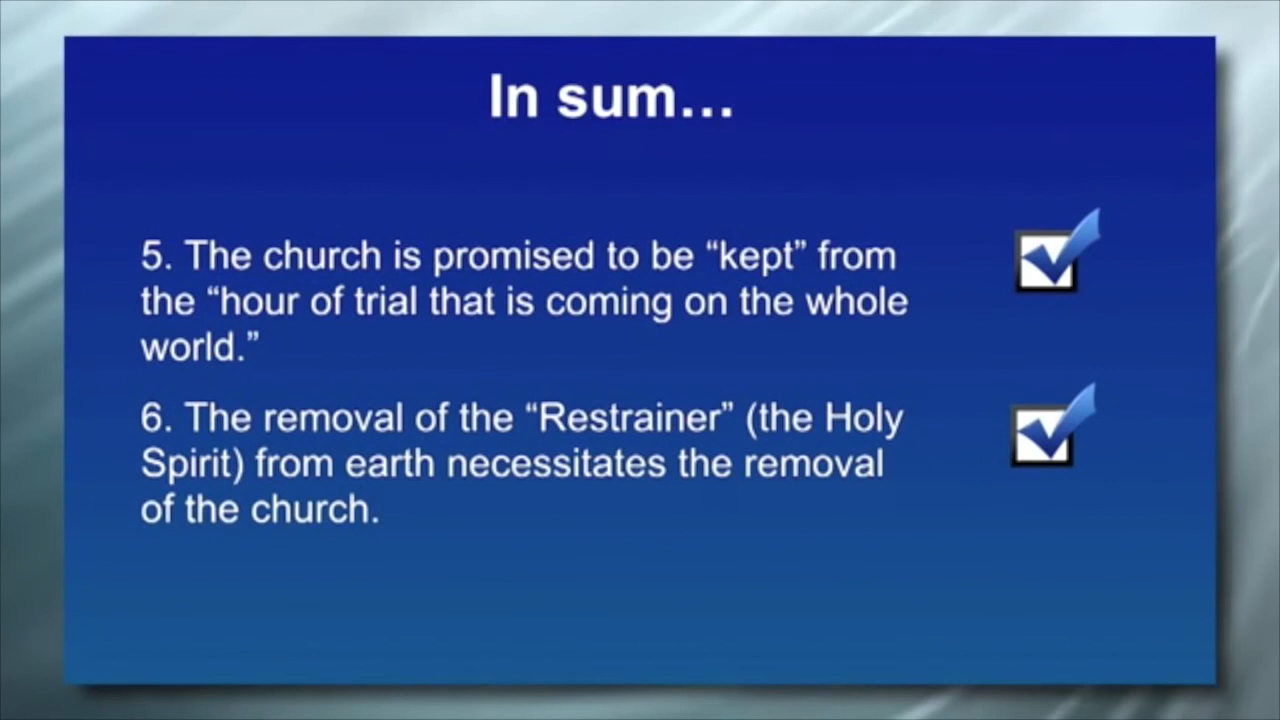 In sum…
5. The church is promised to be “kept” from
the “hour of trial that is coming on the whole
world.”
6. The removal of the “Restrainer” (the Holy
Spirit) from earth necessitates the removal
of the church.